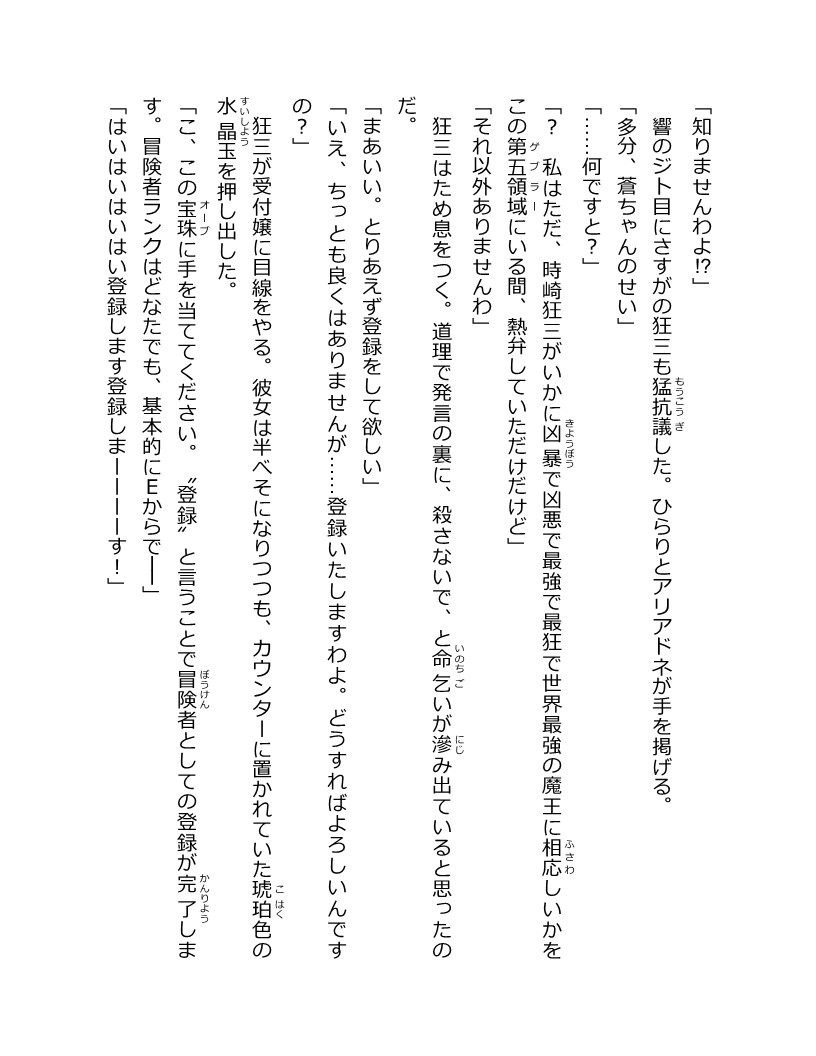 「知りませんわよ!?」
響のジト目にさすがの狂三も猛抗議した。ひらりとアリアドネが手を掲げる。
「多分、蒼ちゃんのせい」
「……何ですと?」
「? 私はただ、時崎狂三がいかに凶暴で凶悪で最強で最狂で世界最強の魔王に相応しいかを
この第五領域にいる間、熱弁していただけだけど」
「それ以外ありませんわ」
狂三はため息をつく。道理で発言の裏に、殺さないで、と命乞いが滲み出ていると思ったの
だ。
「まあいい。とりあえず登録をして欲しい」
「いえ、ちっとも良くはありませんが……登録いたしますわよ。どうすればよろしいんです
の?」
狂三が受付嬢に目線をやる。彼女は半べそになりつつも、カウンターに置かれていた琥珀色の
水晶玉を押し出した。
「こ、この宝珠に手を当ててください。〝登録〟と言うことで冒険者としての登録が完了しま
す。冒険者ランクはどなたでも、基本的にEからで──」
「はいはいはいはい登録します登録しまーーーーす!」